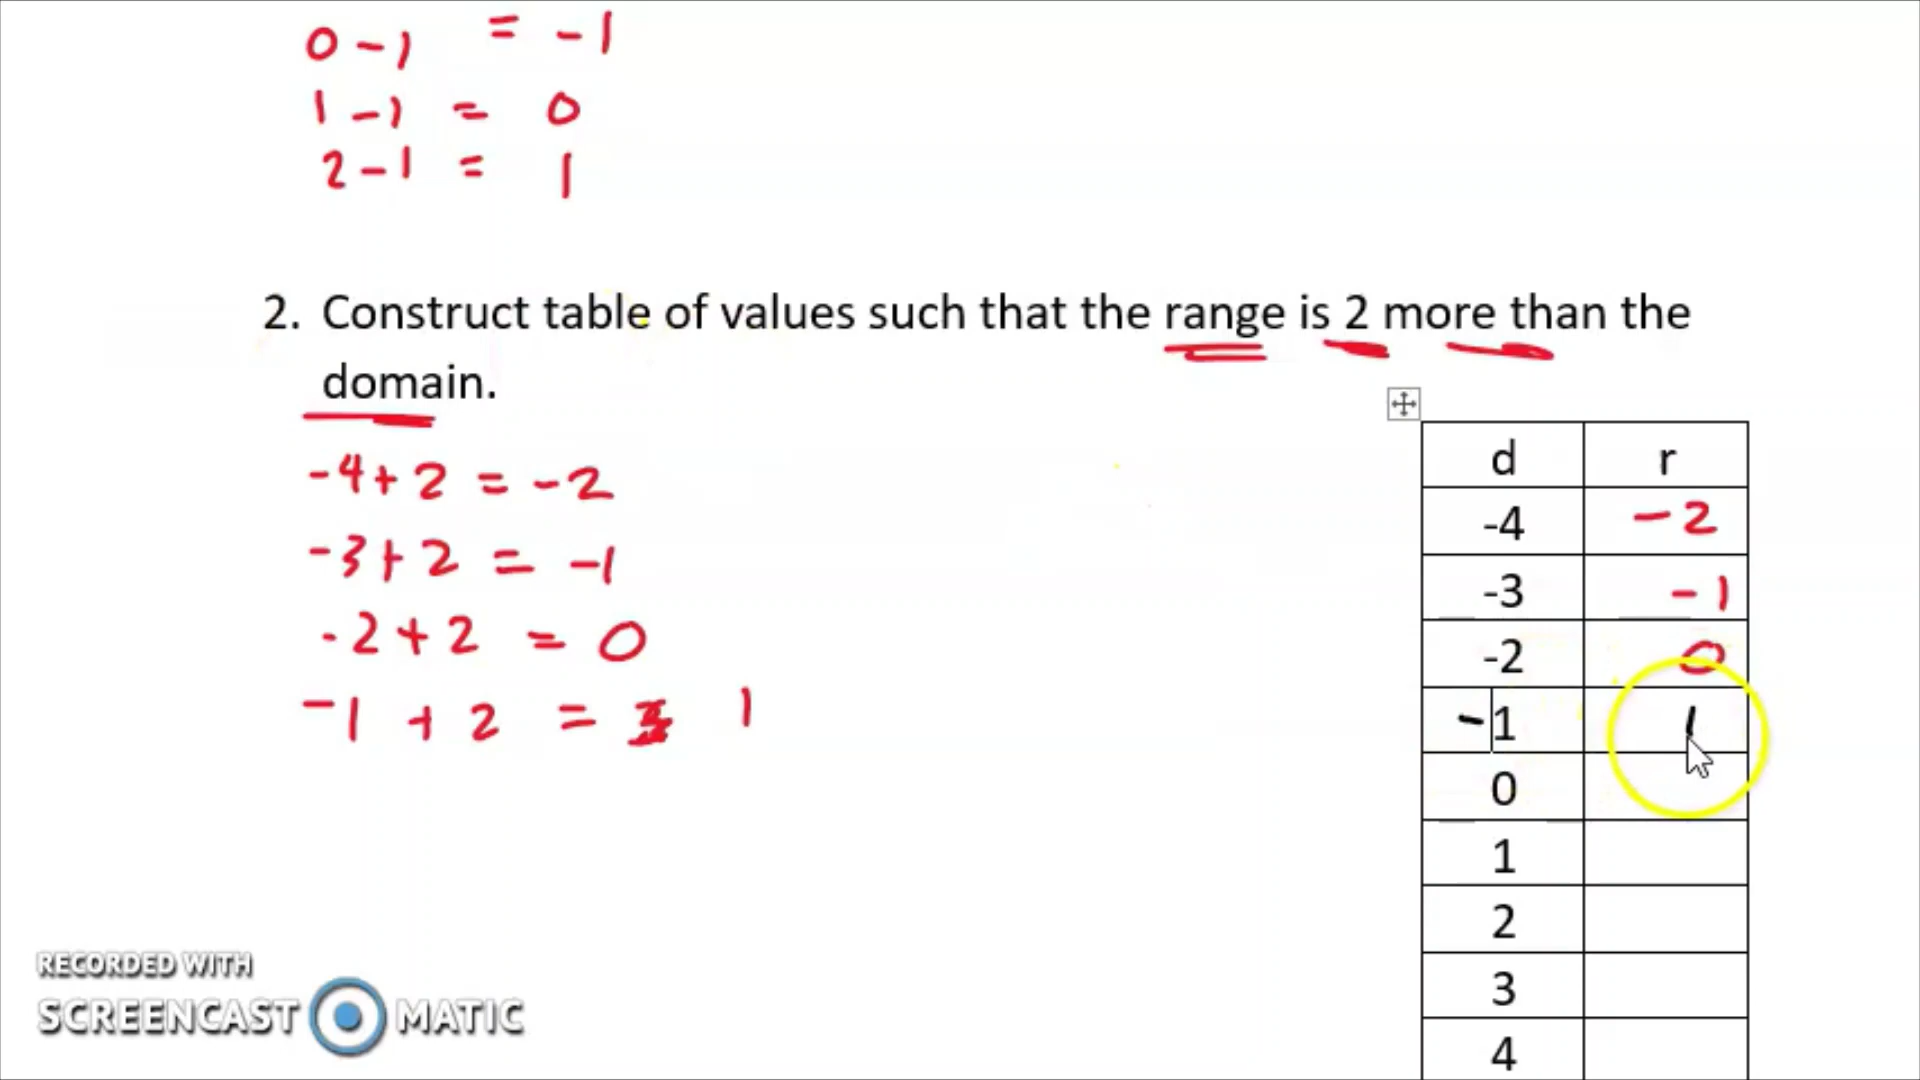 0 - 1 = - 1
1 - 1 = 0
2 - 1 = 1
2. Construct table of values such that the range is 2 more than the
domain.
-4 + 2 = -2
-3 + 2 = -1
-2 + 2 = 0
-1 + 2 = 1
d r
-4 -2
-3 -1
-2 0
-1 1
0
1
2
3
4
RECORDED WITH
SCREENCAST MATIC